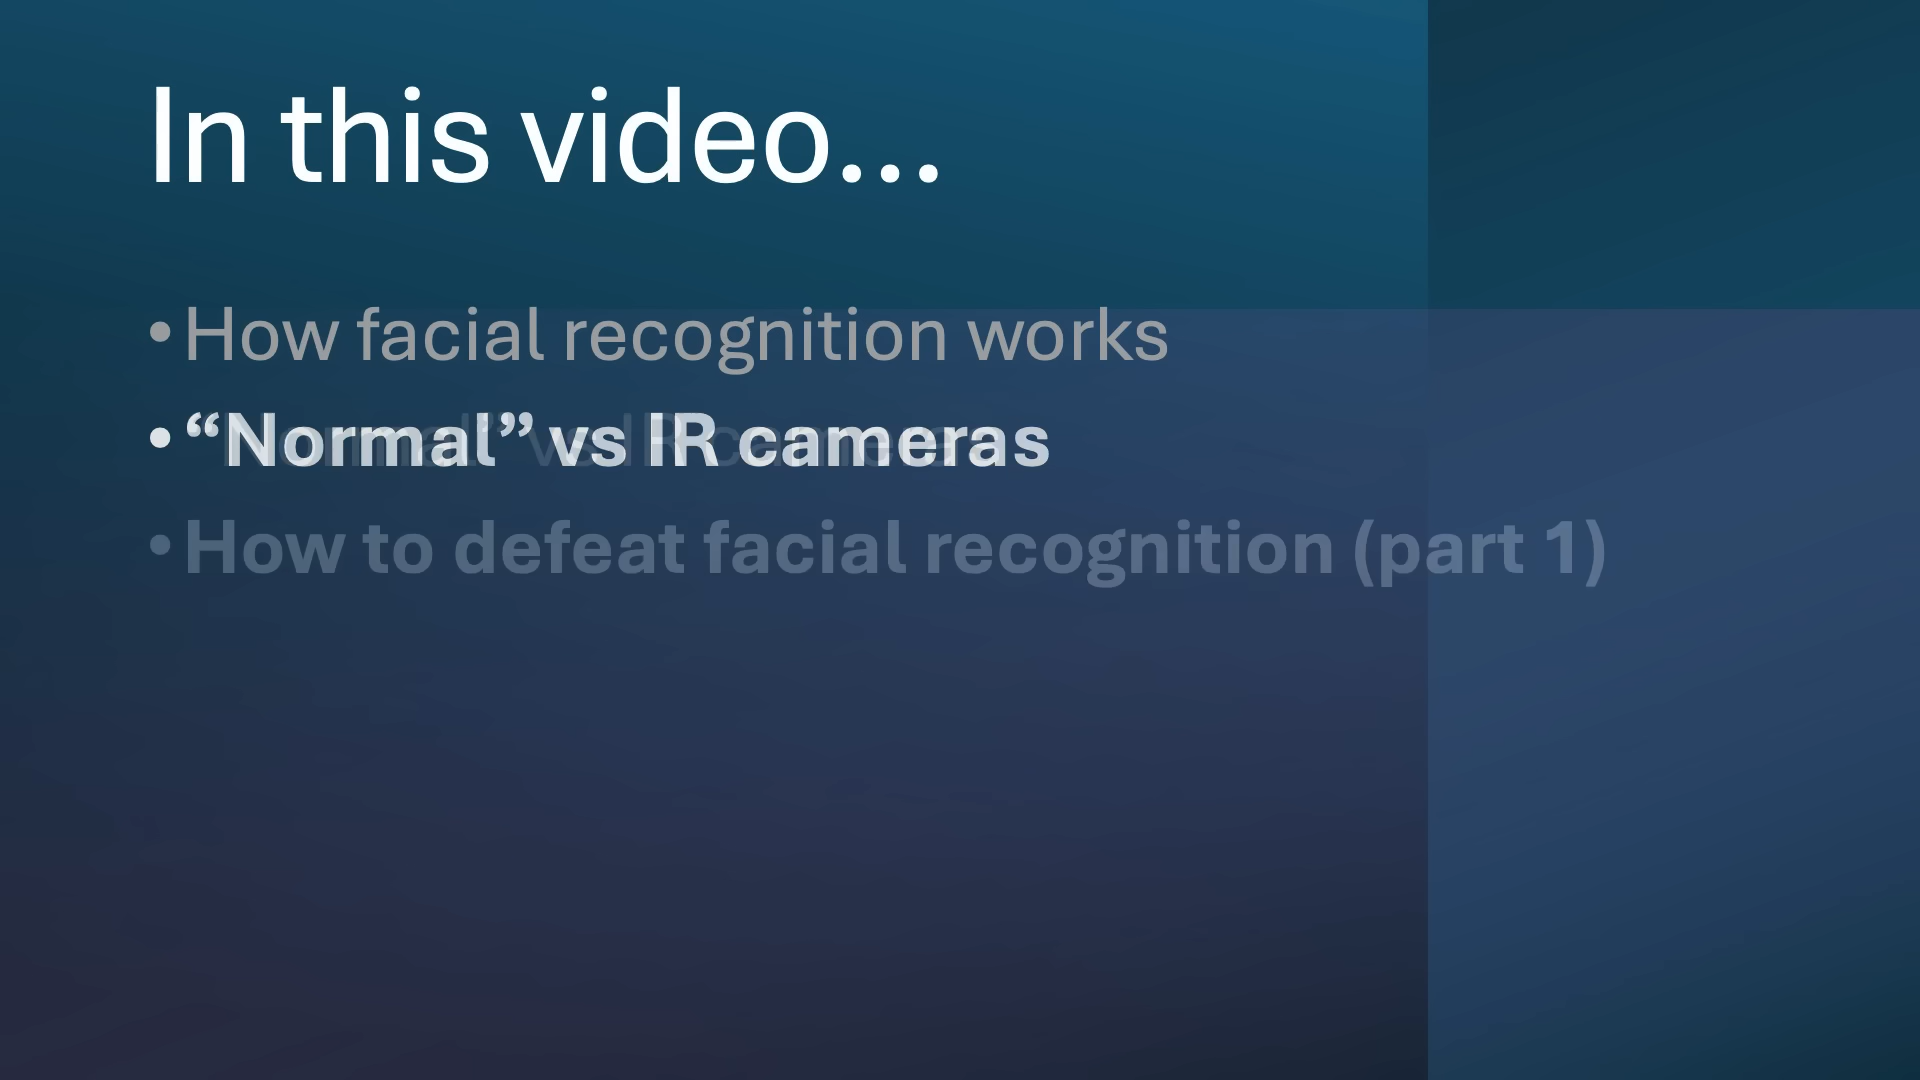 In this video...
• How facial recognition works
• “Normal” vs IR cameras
• How to defeat facial recognition (part 1)